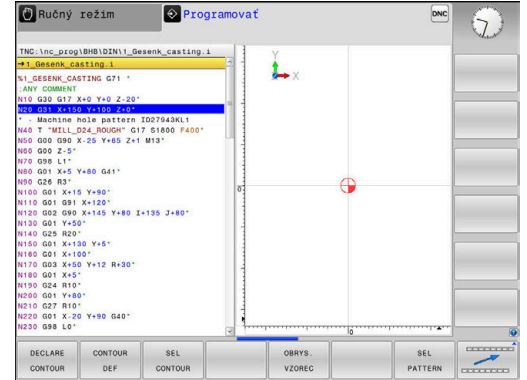 Ručný režim
Programovať
DNC
TNC:\nc_prog\BHB\DIN\1_Gesenk_casting.i
→1_Gesenk_casting.i
%1_GESENK_CASTING G71 *
;ANY COMMENT
N10 G30 G17 X+0 Y+0 Z-20*
N20 G31 X+150 Y+100 Z+0*
* - Machine hole pattern ID27943KL1
N40 T "MILL_D24_ROUGH" G17 S1800 F400*
N50 G00 G90 X-25 Y+65 Z+1 M13*
N60 G00 Z-5*
N70 G98 L1*
N80 G01 X+5 Y+80 G41*
N90 G26 R3*
N100 G01 X+15 Y+90*
N110 G01 G91 X+120*
N120 G02 G90 X+145 Y+80 I+135 J+80*
N130 G01 Y+50*
N140 G25 R20*
N150 G01 X+130 Y+5*
N160 G01 X+100*
N170 G03 X+50 Y+12 R+30*
N180 G01 X+5*
N190 G24 R10*
N200 G01 Y+80*
N210 G27 R10*
N220 G01 X-20 Y+90 G40*
N230 G98 L0*
Y
X
0
0
DECLARE CONTOUR
CONTOUR DEF
SEL CONTOUR
OBRYS. VZOREC
SEL PATTERN